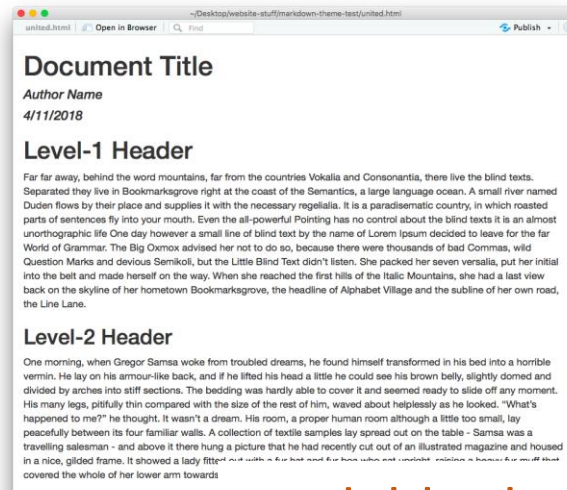 ~/Desktop/website-stuff/markdown-theme-test/united.html
united.html Open in Browser Find Publish
Document Title
Author Name
4/11/2018
Level-1 Header
Far far away, behind the word mountains, far from the countries Vokalia and Consonantia, there live the blind texts.
Separated they live in Bookmarksgrove right at the coast of the Semantics, a large language ocean. A small river named
Duden flows by their place and supplies it with the necessary regelialia. It is a paradisematic country, in which roasted
parts of sentences fly into your mouth. Even the all-powerful Pointing has no control about the blind texts it is an almost
unorthographic life One day however a small line of blind text by the name of Lorem Ipsum decided to leave for the far
World of Grammar. The Big Oxmox advised her not to do so, because there were thousands of bad Commas, wild
Question Marks and devious Semikoli, but the Little Blind Text didn't listen. She packed her seven versalia, put her initial
into the belt and made herself on the way. When she reached the first hills of the Italic Mountains, she had a last view
back on the skyline of her hometown Bookmarksgrove, the headline of Alphabet Village and the subline of her own road,
the Line Lane.
Level-2 Header
One morning, when Gregor Samsa woke from troubled dreams, he found himself transformed in his bed into a horrible
vermin. He lay on his armour-like back, and if he lifted his head a little he could see his brown belly, slightly domed and
divided by arches into stiff sections. The bedding was hardly able to cover it and seemed ready to slide off any moment.
His many legs, pitifully thin compared with the size of the rest of him, waved about helplessly as he looked. "What's
happened to me?" he thought. It wasn't a dream. His room, a proper human room although a little too small, lay
peacefully between its four familiar walls. A collection of textile samples lay spread out on the table - Samsa was a
travelling salesman - and above it there hung a picture that he had recently cut out of an illustrated magazine and housed
in a nice, gilded frame. It showed a lady fitted out with a fur hat and fur boa who sat upright, raising a heavy fur muff that
covered the whole of her lower arm towards